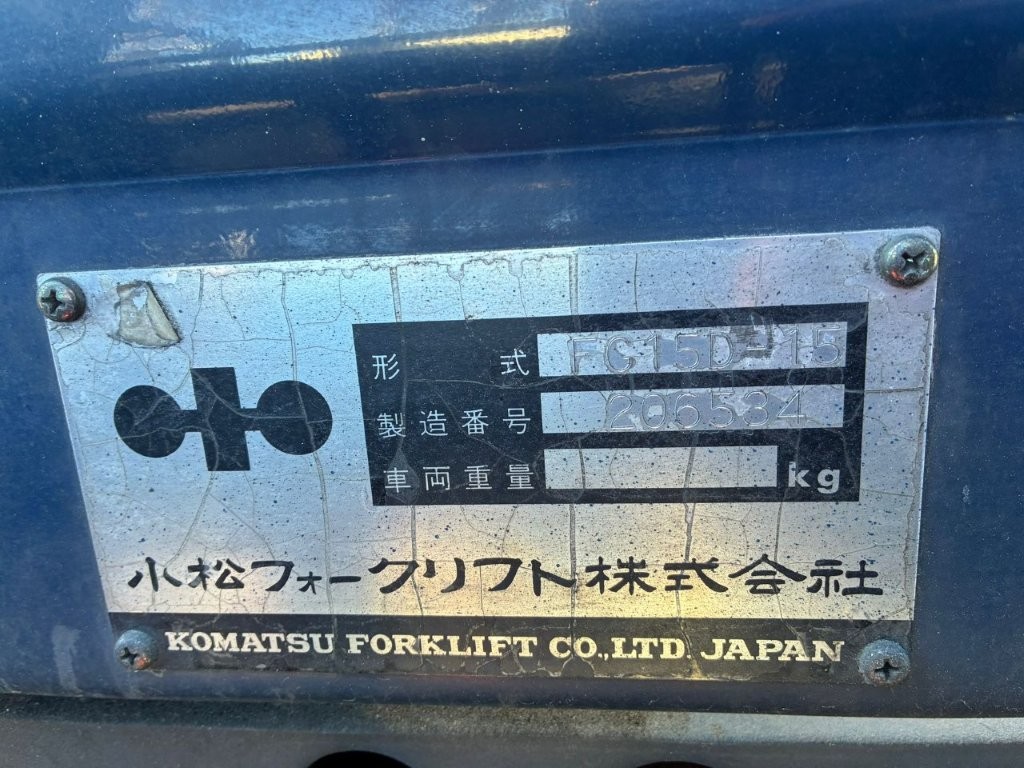 形式 FG15D-15
製造番号 206534
車両重量 kg
小松フォークリフト株式会社
KOMATSU FORKLIFT CO.,LTD. JAPAN